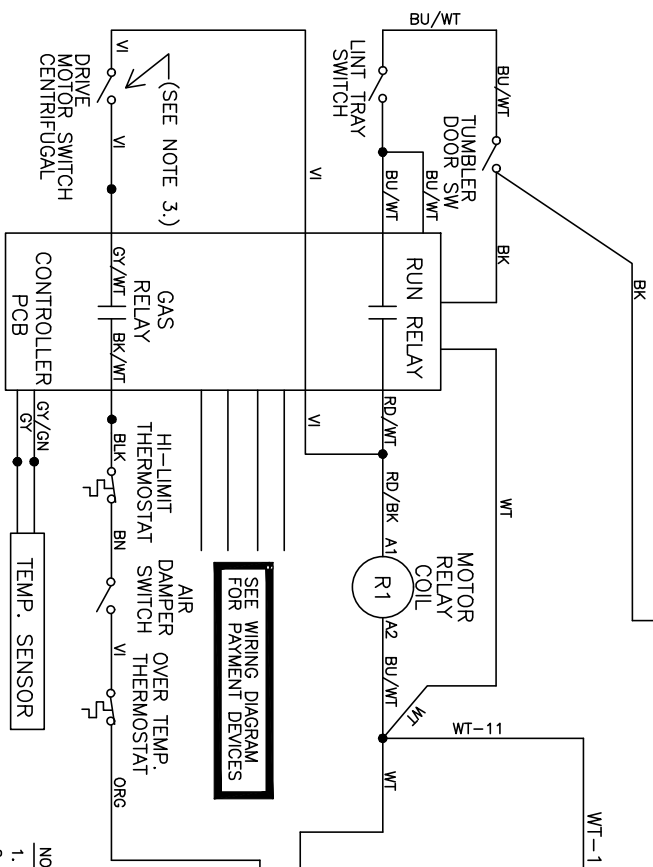 BU/WT
BU/WT
TUMBLER
DOOR SW
BK
BK
LINT TRAY
SWITCH
BU/WT
BU/WT
VI
DRIVE
MOTOR SWITCH
CENTRIFUGAL
VI
(SEE NOTE 3.)
VI
RUN RELAY
GY/WT
GAS
RELAY
BK/WT
CONTROLLER
PCB
RD/WT
VI
RD/BK
A1
MOTOR
RELAY
COIL
R1
A2
BU/WT
WT
WT
WT-11
WT
WT-1
SEE WIRING DIAGRAM
FOR PAYMENT DEVICES
BLK
HI-LIMIT
THERMOSTAT
BN
AIR
DAMPER
SWITCH
VI
OVER TEMP.
THERMOSTAT
ORG
GY/GN
GY
TEMP. SENSOR
NO
1.